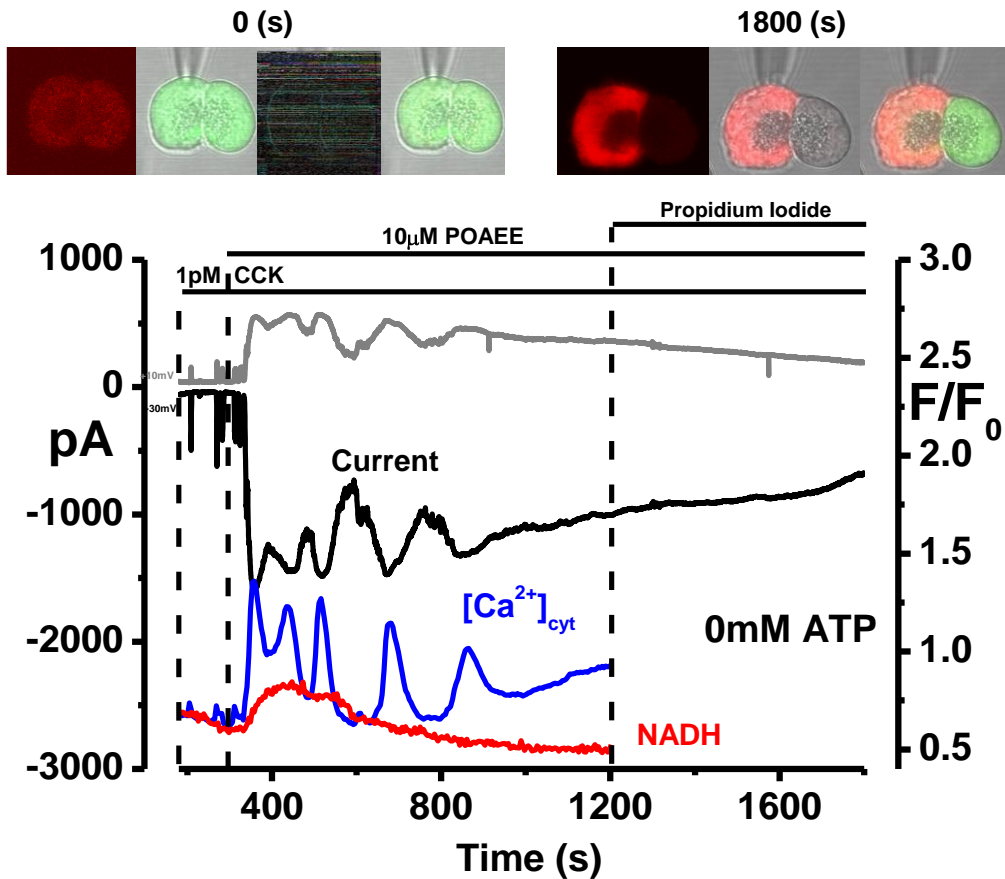 0 (s)
1800 (s)
Propidium Iodide
10μM POAEE
1pM CCK
1000
0
-1000
-2000
-3000
pA
+10mV
-30mV
Current
[Ca²⁺]cyt
NADH
0mM ATP
3.0
2.5
2.0
1.5
1.0
0.5
F/F₀
400
800
1200
1600
Time (s)